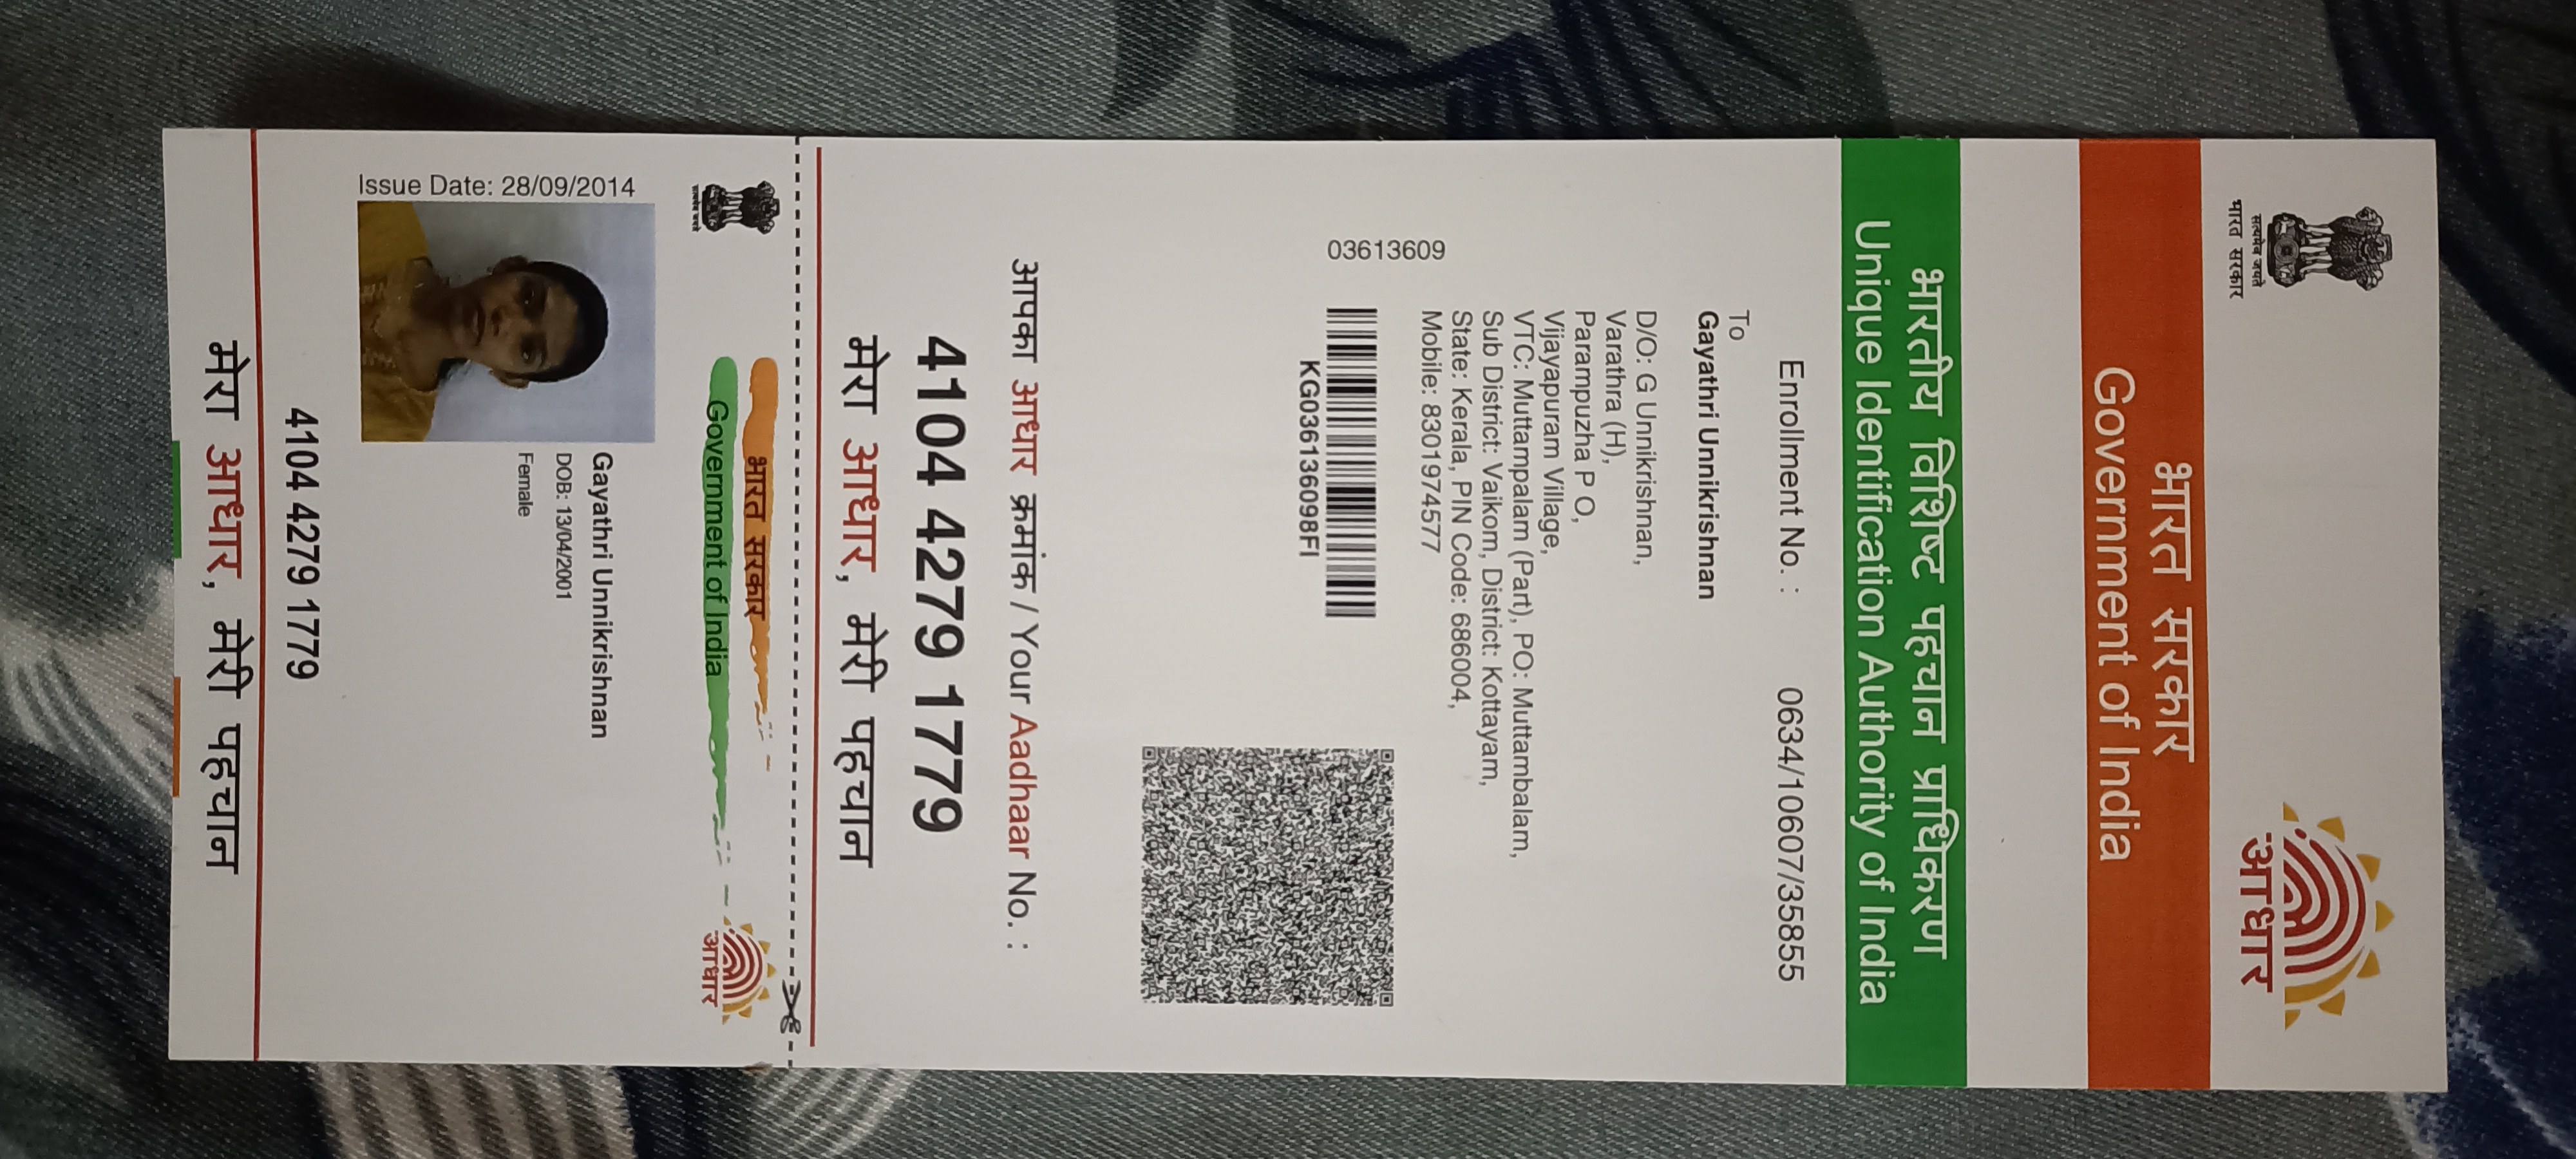 सत्यमेव जयते
भारत सरकार
आधार
भारत सरकार
Government of India
भारतीय विशिष्ट पहचान प्राधिकरण
Unique Identification Authority of India
Enrollment No. : 0634/10607/35855
To
Gayathri Unnikrishnan
D/O: G Unnikrishnan,
Varathra (H),
Parampuzha P O,
Vijayapuram Village,
VTC: Muttampalam (Part), PO: Muttambalam,
Sub District: Vaikom, District: Kottayam,
State: Kerala, PIN Code: 686004,
Mobile: 8301974577
03613609
KG036136098FI
आपका आधार क्रमांक / Your Aadhaar No. :
4104 4279 1779
मेरा आधार, मेरी पहचान
सत्यमेव जयते
भारत सरकार
Government of India
आधार
Issue Date: 28/09/2014
Gayathri Unnikrishnan
DOB: 13/04/2001
Female
4104 4279 1779
मेरा आधार, मेरी पहचान